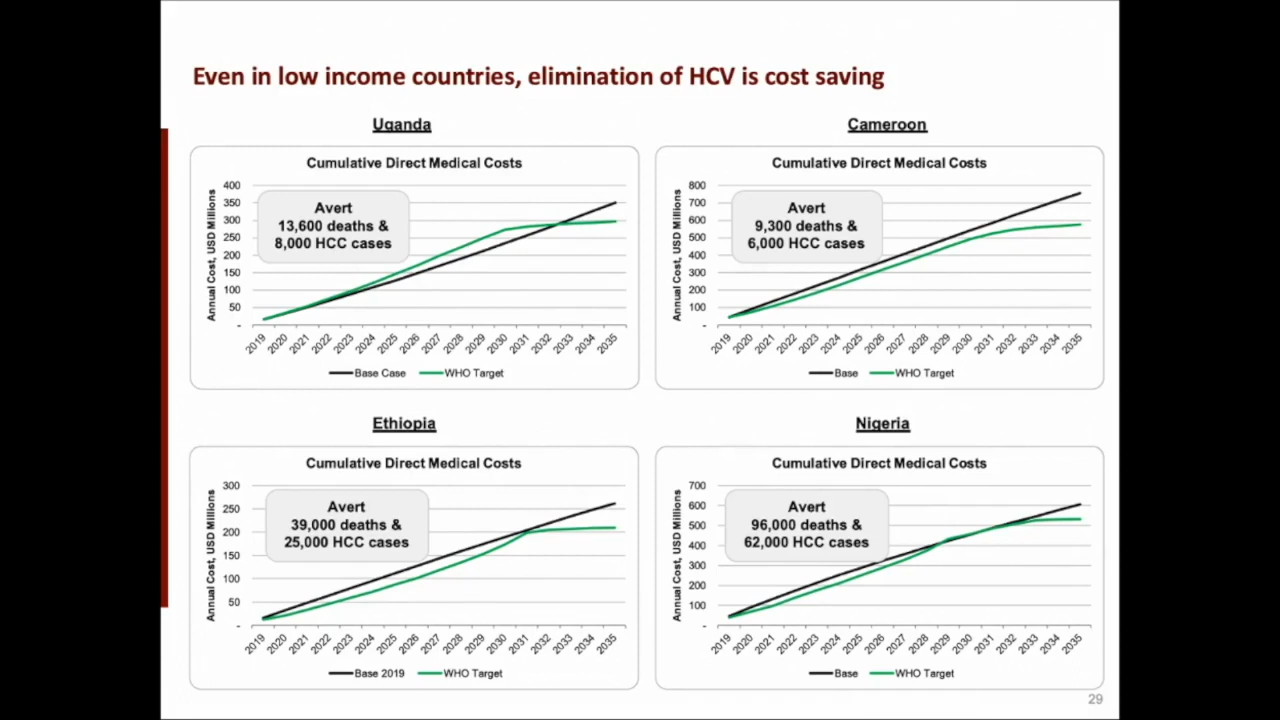 Even in low income countries, elimination of HCV is cost saving
Uganda
Cumulative Direct Medical Costs
Annual Cost, USD Millions
400
350
300
250
200
150
100
50
-
Avert
13,600 deaths &
8,000 HCC cases
2019 2020 2021 2022 2023 2024 2025 2026 2027 2028 2029 2030 2031 2032 2033 2034 2035
Base Case WHO Target
Cameroon
Cumulative Direct Medical Costs
Annual Cost, USD Millions
800
700
600
500
400
300
200
100
-
Avert
9,300 deaths &
6,000 HCC cases
2019 2020 2021 2022 2023 2024 2025 2026 2027 2028 2029 2030 2031 2032 2033 2034 2035
Base WHO Target
Ethiopia
Cumulative Direct Medical Costs
Annual Cost, USD Millions
300
250
200
150
100
50
-
Avert
39,000 deaths &
25,000 HCC cases
2019 2020 2021 2022 2023 2024 2025 2026 2027 2028 2029 2030 2031 2032 2033 2034 2035
Base 2019 WHO Target
Nigeria
Cumulative Direct Medical Costs
Annual Cost, USD Millions
700
600
500
400
300
200
100
-
Avert
96,000 deaths &
62,000 HCC cases
2019 2020 2021 2022 2023 2024 2025 2026 2027 2028 2029 2030 2031 2032 2033 2034 2035
Base WHO Target
29